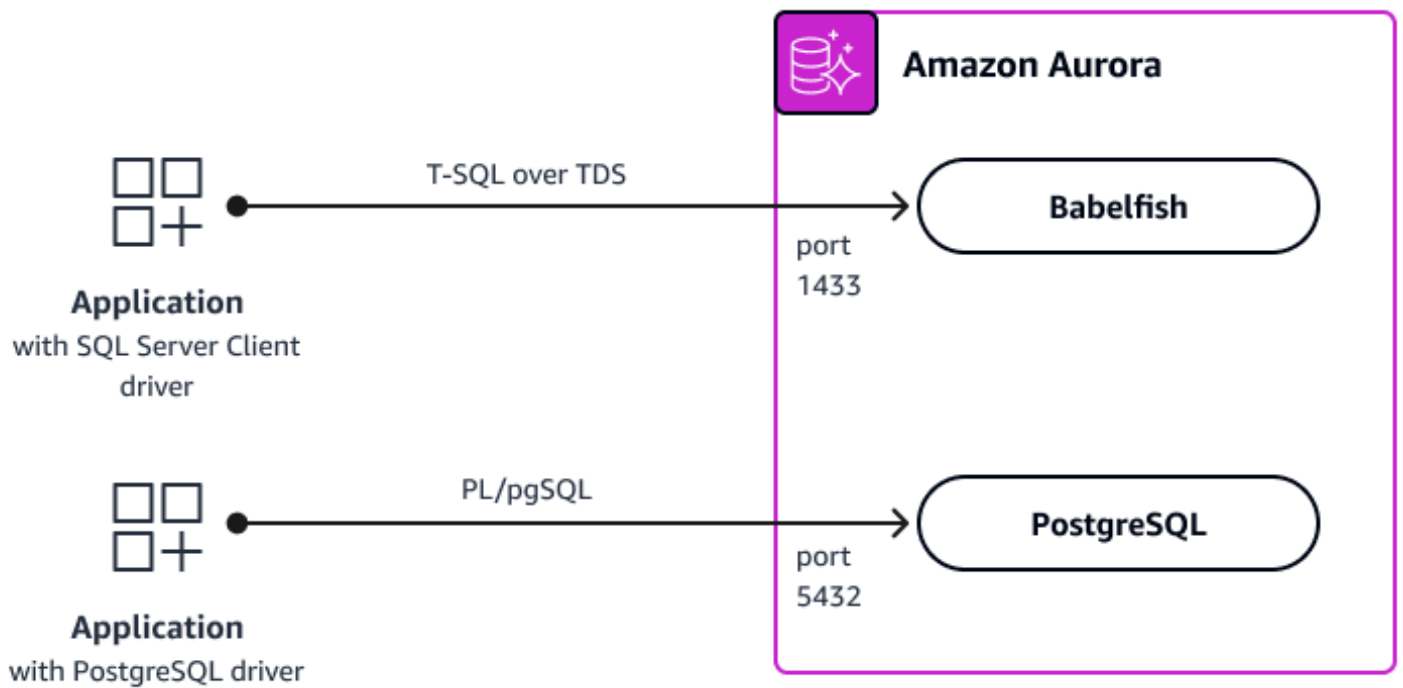 Amazon Aurora
T-SQL over TDS
Babelfish
port
1433
Application
with SQL Server Client
driver
PL/pgSQL
PostgreSQL
port
5432
Application
with PostgreSQL driver